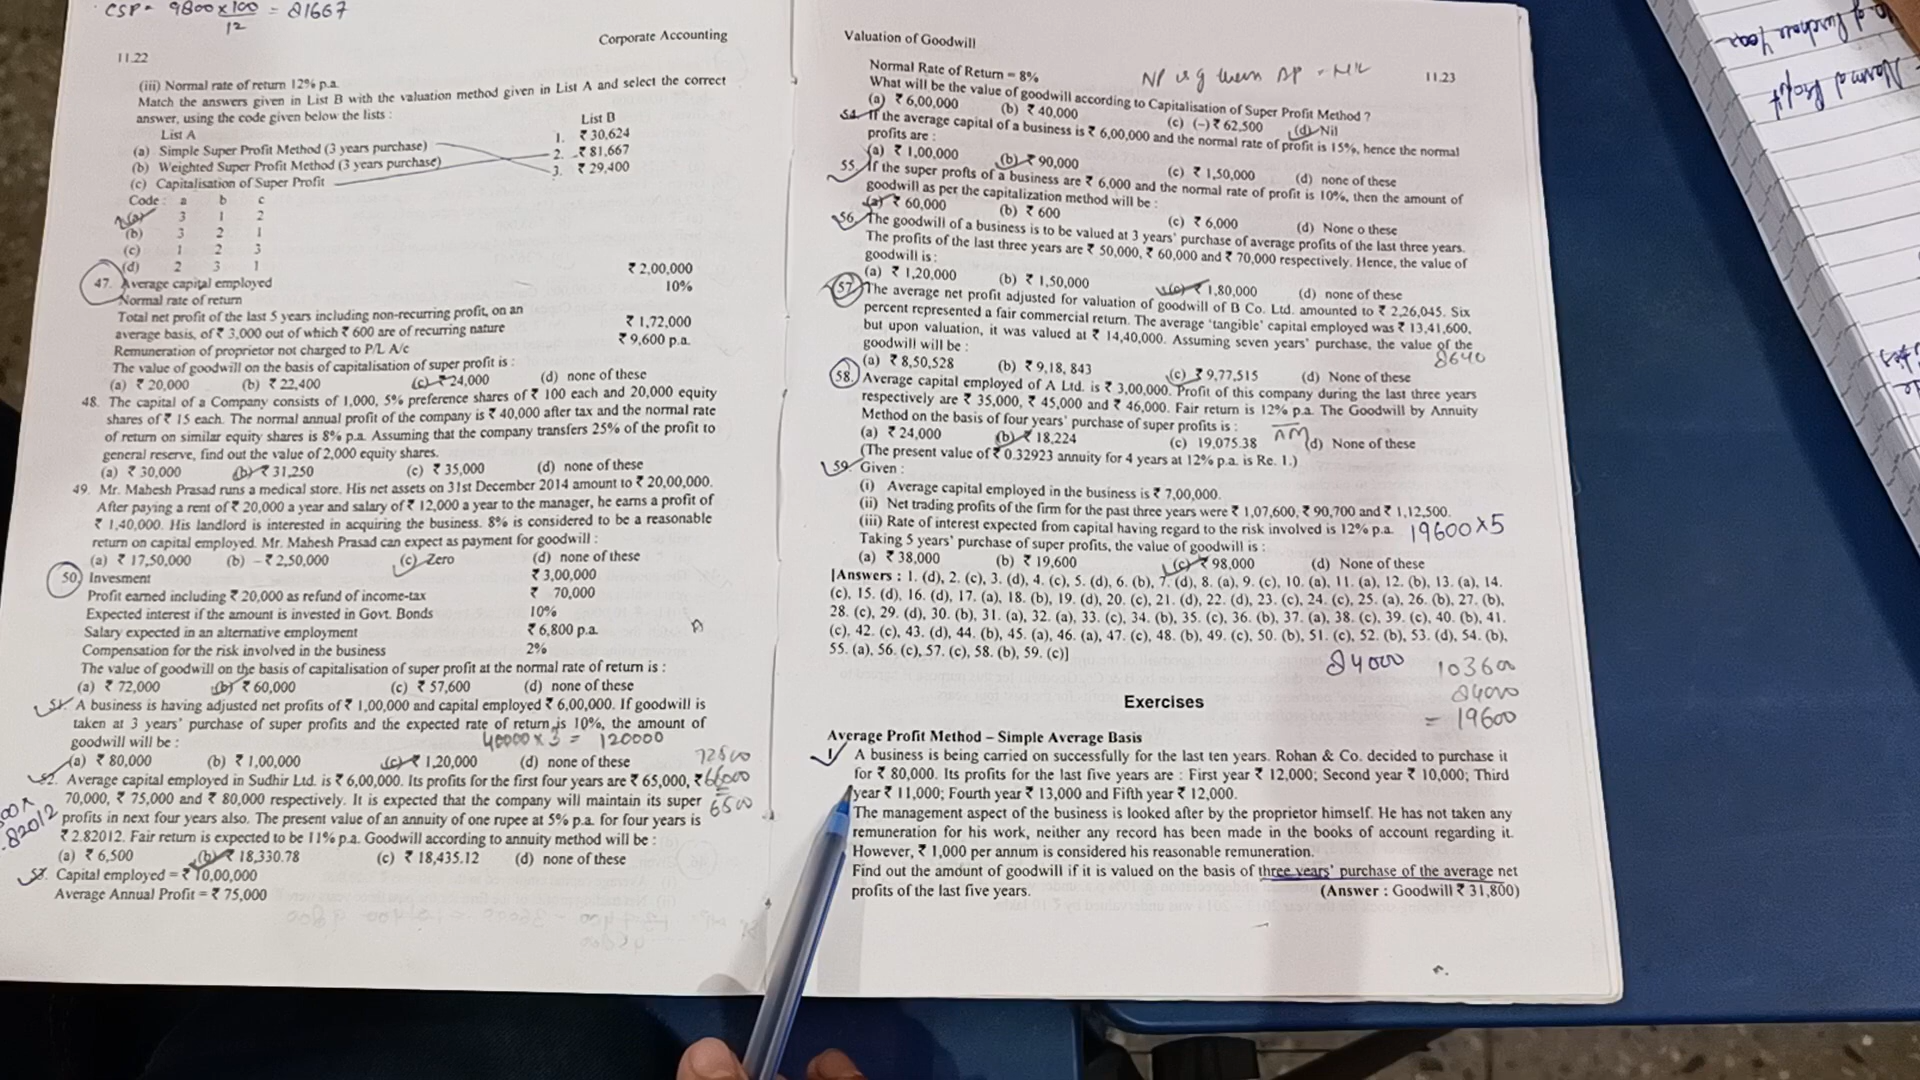 CSP = 9800 x 100 / 12 = 81667
11.22
Corporate Accounting
(iii) Normal rate of return 12% p.a.
Match the answers given in List B with the valuation method given in List A and select the correct
answer, using the code given below the lists :
List A List B
1. ₹ 30,624
(a) Simple Super Profit Method (3 years purchase) 2. ₹ 81,667
(b) Weighted Super Profit Method (3 years purchase) 3. ₹ 29,400
(c) Capitalisation of Super Profit
Code : a b c
(a) 3 1 2
(b) 3 2 1
(c) 1 2 3
(d) 2 3 1
47. Average capital employed ₹ 2,00,000
Normal rate of return 10%
Total net profit of the last 5 years including non-recurring profit, on an
average basis, of ₹ 3,000 out of which ₹ 600 are of recurring nature ₹ 1,72,000
Remuneration of proprietor not charged to P/L A/c ₹ 9,600 p.a.
The value of goodwill on the basis of capitalisation of super profit is :
(a) ₹ 20,000 (b) ₹ 22,400 (c) ₹ 24,000 (d) none of these
48. The capital of a Company consists of 1,000, 5% preference shares of ₹ 100 each and 20,000 equity
shares of ₹ 15 each. The normal annual profit of the company is ₹ 40,000 after tax and the normal rate
of return on similar equity shares is 8% p.a. Assuming that the company transfers 25% of the profit to
general reserve, find out the value of 2,000 equity shares.
(a) ₹ 30,000 (b) ₹ 31,250 (c) ₹ 35,000 (d) none of these
49. Mr. Mahesh Prasad runs a medical store. His net assets on 31st December 2014 amount to ₹ 20,00,000.
After paying a rent of ₹ 20,000 a year and salary of ₹ 12,000 a year to the manager, he earns a profit of
₹ 1,40,000. His landlord is interested in acquiring the business. 8% is considered to be a reasonable
return on capital employed. Mr. Mahesh Prasad can expect as payment for goodwill :
(a) ₹ 17,50,000 (b) – ₹ 2,50,000 (c) Zero (d) none of these
50. Invesment ₹ 3,00,000
Profit earned including ₹ 20,000 as refund of income-tax ₹ 70,000
Expected interest if the amount is invested in Govt. Bonds 10%
Salary expected in an alternative employment ₹ 6,800 p.a.
Compensation for the risk involved in the business 2%
The value of goodwill on the basis of capitalisation of super profit at the normal rate of return is :
(a) ₹ 72,000 (b) ₹ 60,000 (c) ₹ 57,600 (d) none of these
51. A business is having adjusted net profits of ₹ 1,00,000 and capital employed ₹ 6,00,000. If goodwill is
taken at 3 years' purchase of super profits and the expected rate of return is 10%, the amount of
goodwill will be : 40000 x 3 = 120000
(a) ₹ 80,000 (b) ₹ 1,00,000 (c) ₹ 1,20,000 (d) none of these 72500
52. Average capital employed in Sudhir Ltd. is ₹ 6,00,000. Its profits for the first four years are ₹ 65,000, ₹ 66000
70,000, ₹ 75,000 and ₹ 80,000 respectively. It is expected that the company will maintain its super 6500
profits in next four years also. The present value of an annuity of one rupee at 5% p.a. for four years is
₹ 2.82012. Fair return is expected to be 11% p.a. Goodwill according to annuity method will be :
(a) ₹ 6,500 (b) ₹ 18,330.78 (c) ₹ 18,435.12 (d) none of these
53. Capital employed = ₹ 10,00,000
Average Annual Profit = ₹ 75,000
Valuation of Goodwill
11.23
Normal Rate of Return = 8%
What will be the value of goodwill according to Capitalisation of Super Profit Method ?
(a) ₹ 6,00,000 (b) ₹ 40,000 (c) (-) ₹ 62,500 (d) Nil
54. If the average capital of a business is ₹ 6,00,000 and the normal rate of profit is 15%, hence the normal
profits are :
(a) ₹ 1,00,000 (b) ₹ 90,000 (c) ₹ 1,50,000 (d) none of these
55. If the super profts of a business are ₹ 6,000 and the normal rate of profit is 10%, then the amount of
goodwill as per the capitalization method will be :
(a) ₹ 60,000 (b) ₹ 600 (c) ₹ 6,000 (d) None o these
56. The goodwill of a business is to be valued at 3 years' purchase of average profits of the last three years.
The profits of the last three years are ₹ 50,000, ₹ 60,000 and ₹ 70,000 respectively. Hence, the value of
goodwill is :
(a) ₹ 1,20,000 (b) ₹ 1,50,000 (c) ₹ 1,80,000 (d) none of these
57. The average net profit adjusted for valuation of goodwill of B Co. Ltd. amounted to ₹ 2,26,045. Six
percent represented a fair commercial return. The average 'tangible' capital employed was ₹ 13,41,600,
but upon valuation, it was valued at ₹ 14,40,000. Assuming seven years' purchase, the value of the
goodwill will be : 8640
(a) ₹ 8,50,528 (b) ₹ 9,18, 843 (c) ₹ 9,77,515 (d) None of these
58. Average capital employed of A Ltd. is ₹ 3,00,000. Profit of this company during the last three years
respectively are ₹ 35,000, ₹ 45,000 and ₹ 46,000. Fair return is 12% p.a. The Goodwill by Annuity
Method on the basis of four years' purchase of super profits is :
(a) ₹ 24,000 (b) ₹ 18,224 (c) 19,075.38 (d) None of these
(The present value of ₹ 0.32923 annuity for 4 years at 12% p.a. is Re. 1.)
59. Given :
(i) Average capital employed in the business is ₹ 7,00,000.
(ii) Net trading profits of the firm for the past three years were ₹ 1,07,600, ₹ 90,700 and ₹ 1,12,500.
(iii) Rate of interest expected from capital having regard to the risk involved is 12% p.a. 19600x5
Taking 5 years' purchase of super profits, the value of goodwill is :
(a) ₹ 38,000 (b) ₹ 19,600 (c) ₹ 98,000 (d) None of these
[Answers : 1. (d), 2. (c), 3. (d), 4. (c), 5. (d), 6. (b), 7. (d), 8. (a), 9. (c), 10. (a), 11. (a), 12. (b), 13. (a), 14.
(c), 15. (d), 16. (d), 17. (a), 18. (b), 19. (d), 20. (c), 21. (d), 22. (d), 23. (c), 24. (c), 25. (a), 26. (b), 27. (b),
28. (c), 29. (d), 30. (b), 31. (a), 32. (a), 33. (c), 34. (b), 35. (c), 36. (b), 37. (a), 38. (c), 39. (c), 40. (b), 41.
(c), 42. (c), 43. (d), 44. (b), 45. (a), 46. (a), 47. (c), 48. (b), 49. (c), 50. (b), 51. (c), 52. (b), 53. (d), 54. (b),
55. (a), 56. (c), 57. (c), 58. (b), 59. (c)]
84000 103600
84000
= 19600
Exercises
Average Profit Method – Simple Average Basis
1. A business is being carried on successfully for the last ten years. Rohan & Co. decided to purchase it
for ₹ 80,000. Its profits for the last five years are : First year ₹ 12,000; Second year ₹ 10,000; Third
year ₹ 11,000; Fourth year ₹ 13,000 and Fifth year ₹ 12,000.
The management aspect of the business is looked after by the proprietor himself. He has not taken any
remuneration for his work, neither any record has been made in the books of account regarding it.
However, ₹ 1,000 per annum is considered his reasonable remuneration.
Find out the amount of goodwill if it is valued on the basis of three years' purchase of the average net
profits of the last five years. (Answer : Goodwill ₹ 31,800)